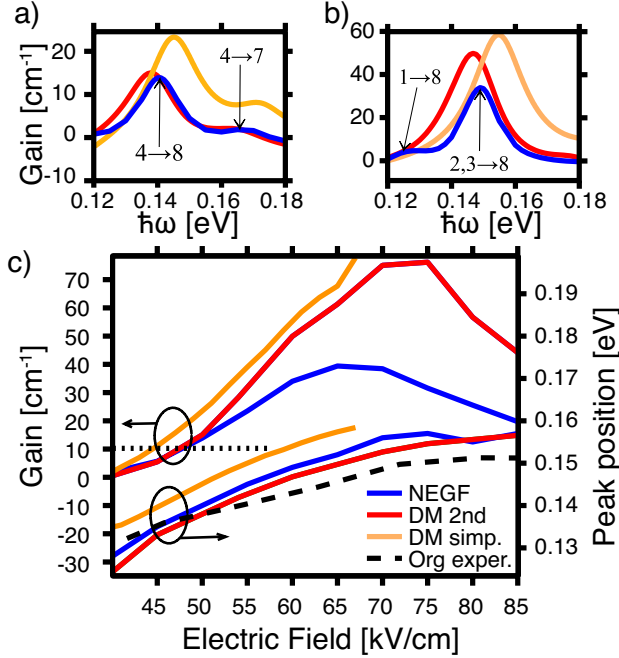 a)
b)
Gain [cm⁻¹]
20
10
0
-10
4→7
4→8
0.12 0.14 0.16 0.18
ħω [eV]
60
40
20
0
1→8
2,3→8
0.12 0.14 0.16 0.18
ħω [eV]
c)
Gain [cm⁻¹]
70
60
50
40
30
20
10
0
-10
-20
-30
0.19
0.18
0.17
0.16
0.15
0.14
0.13
Peak position [eV]
NEGF
DM 2nd
DM simp.
Org exper.
45 50 55 60 65 70 75 80 85
Electric Field [kV/cm]